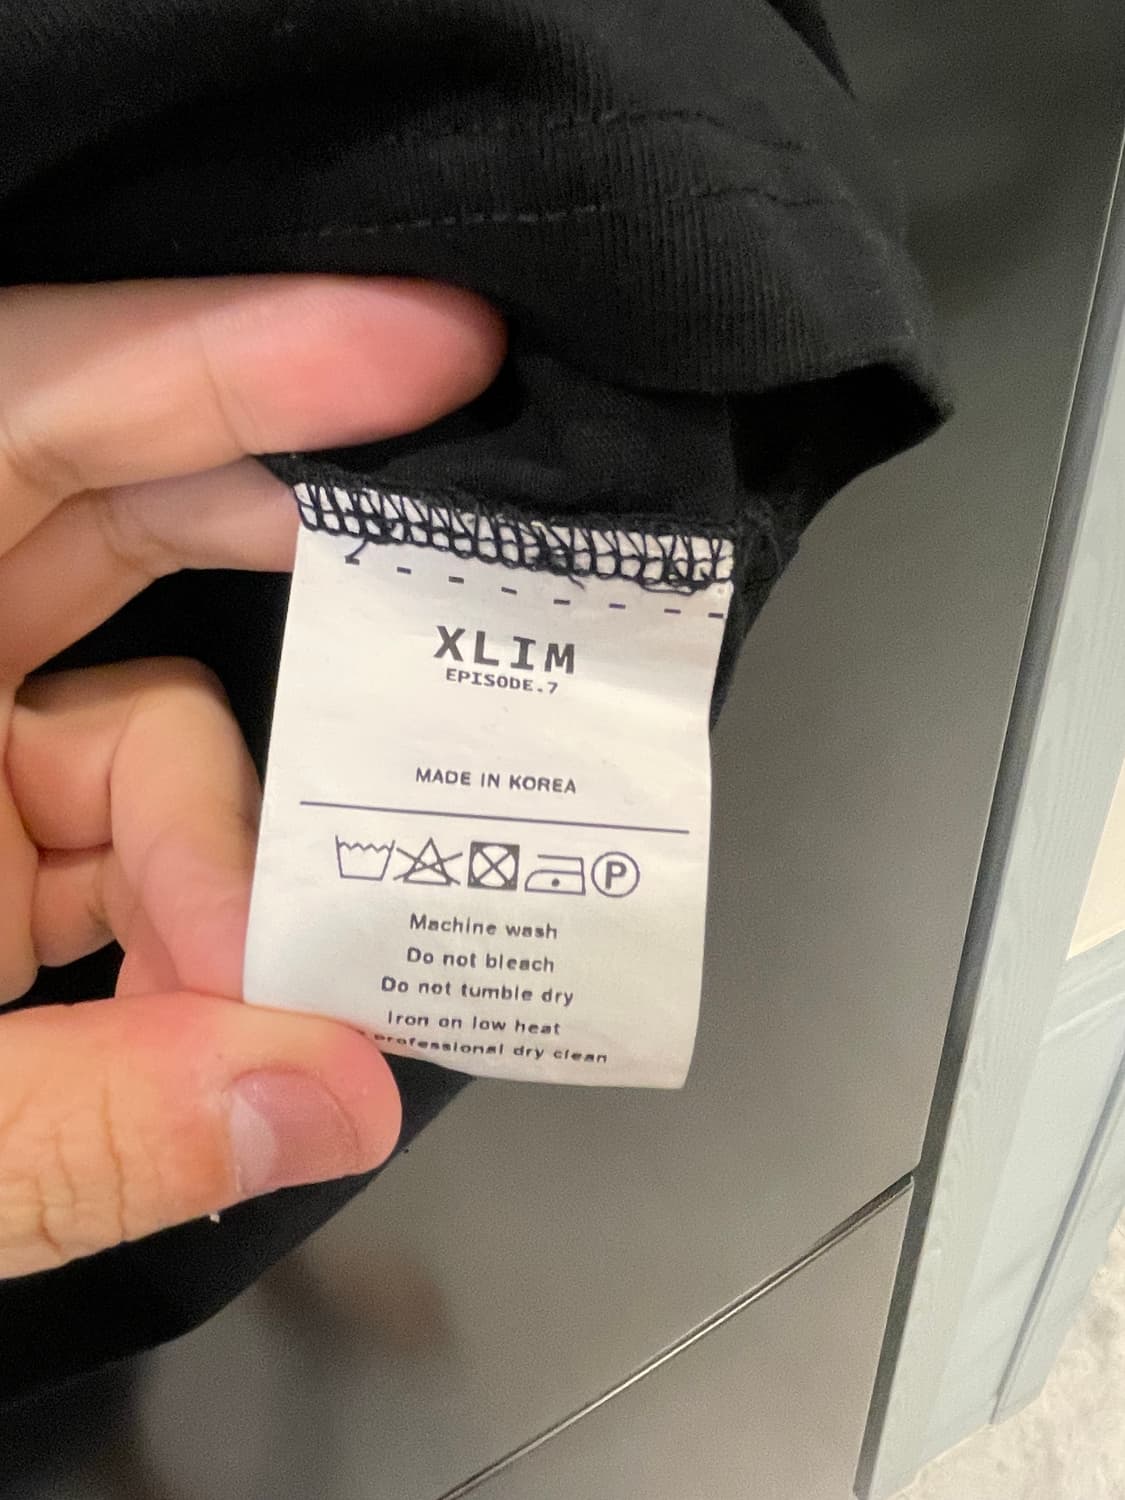 XLIM
EPISODE.7
MADE IN KOREA
P
Machine wash
Do not bleach
Do not tumble dry
Iron on low heat
professional dry clean